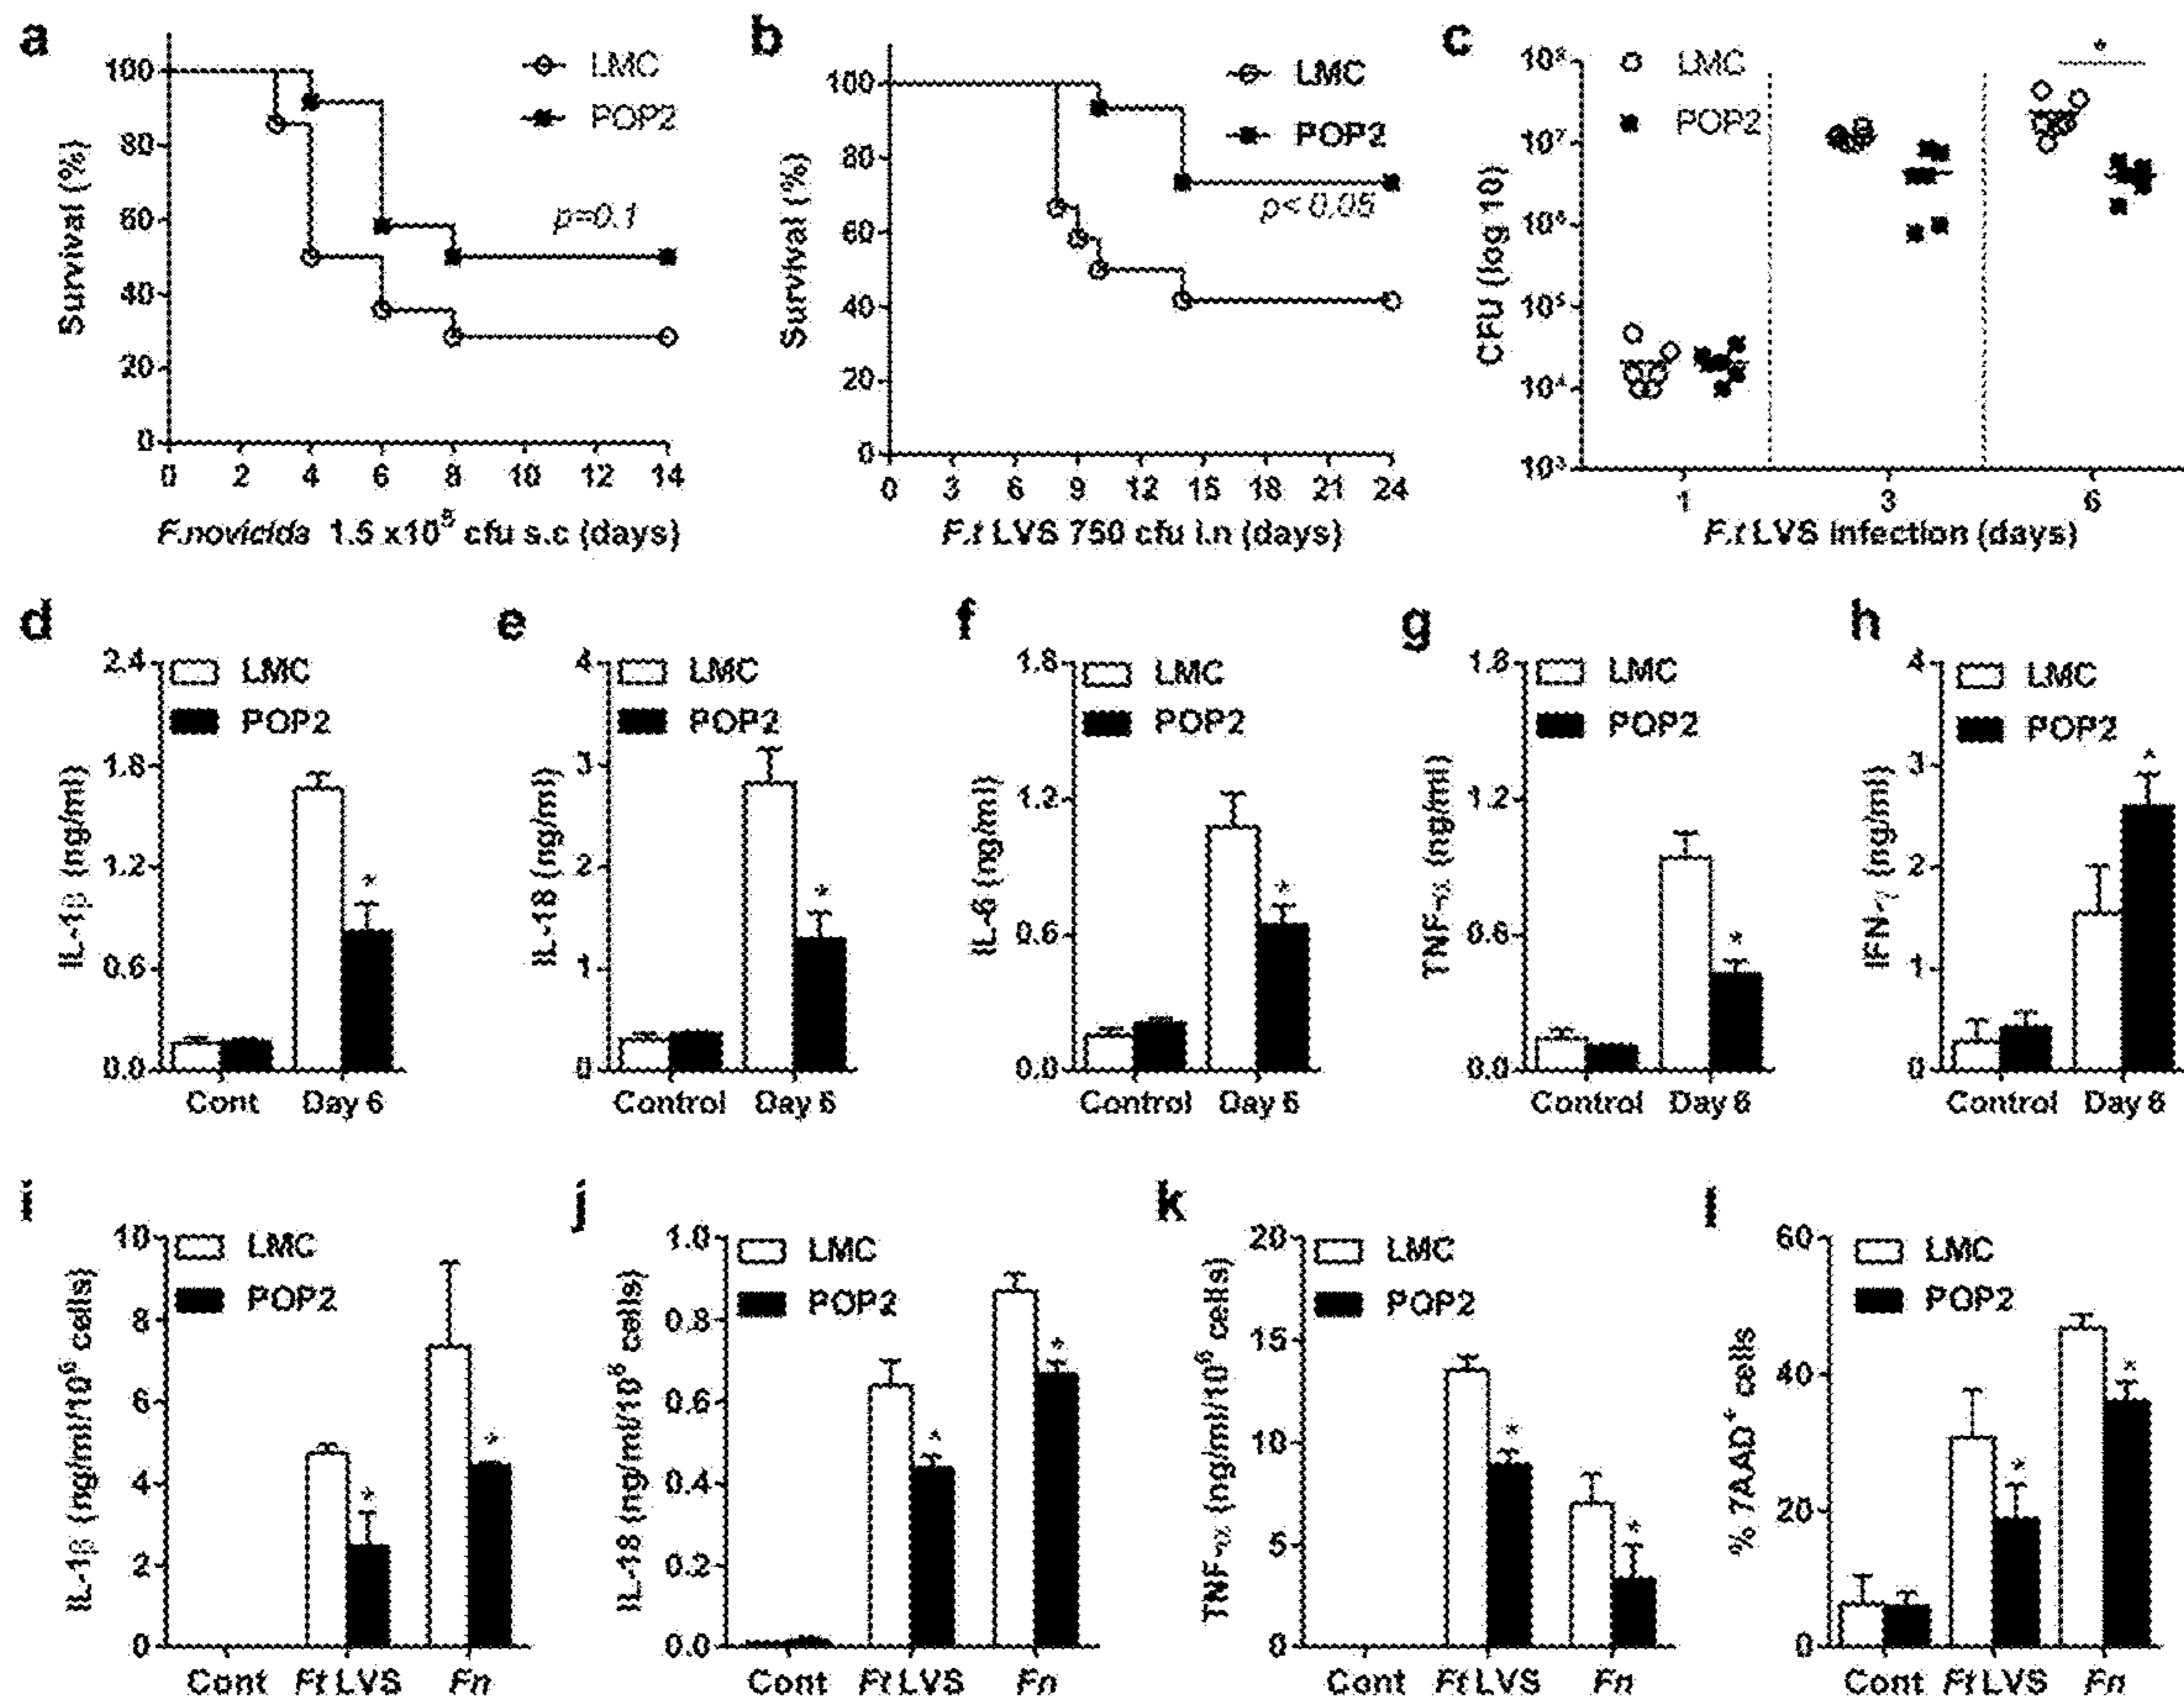 a
100
80
60
40
20
0
Survival (%)
LMC
POP2
p=0.1
0 2 4 6 8 10 12 14
F.novicida 1.5 x10⁵ cfu s.c (days)
b
100
80
60
40
20
0
Survival (%)
LMC
POP2
p<0.05
0 3 6 9 12 15 18 21 24
F.t LVS 750 cfu i.n (days)
c
10⁸
10⁷
10⁶
10⁵
10⁴
10³
CFU (log 10)
LMC
POP2
*
1 3 6
F.t LVS infection (days)
d
2.4
1.8
1.2
0.6
0.0
IL-1β (ng/ml)
LMC
POP2
*
Cont Day 6
e
4
3
2
1
0
IL-18 (ng/ml)
LMC
POP2
*
Control Day 6
f
1.8
1.2
0.6
0.0
IL-6 (ng/ml)
LMC
POP2
*
Control Day 6
g
1.8
1.2
0.6
0.0
TNF-α (ng/ml)
LMC
POP2
*
Control Day 6
h
4
3
2
1
0
IFN-γ (ng/ml)
LMC
POP2
*
Control Day 6
i
10
8
6
4
2
0
IL-1β (ng/ml/10⁶ cells)
LMC
POP2
*
*
Cont Ft LVS Fn
j
1.0
0.8
0.6
0.4
0.2
0.0
IL-18 (ng/ml/10⁶ cells)
LMC
POP2
*
*
Cont Ft LVS Fn
k
20
15
10
5
0
TNF-α (ng/ml/10⁶ cells)
LMC
POP2
*
*
Cont Ft LVS Fn
l
60
40
20
0
% 7AAD⁺ cells
LMC
POP2
*
*
Cont Ft LVS Fn